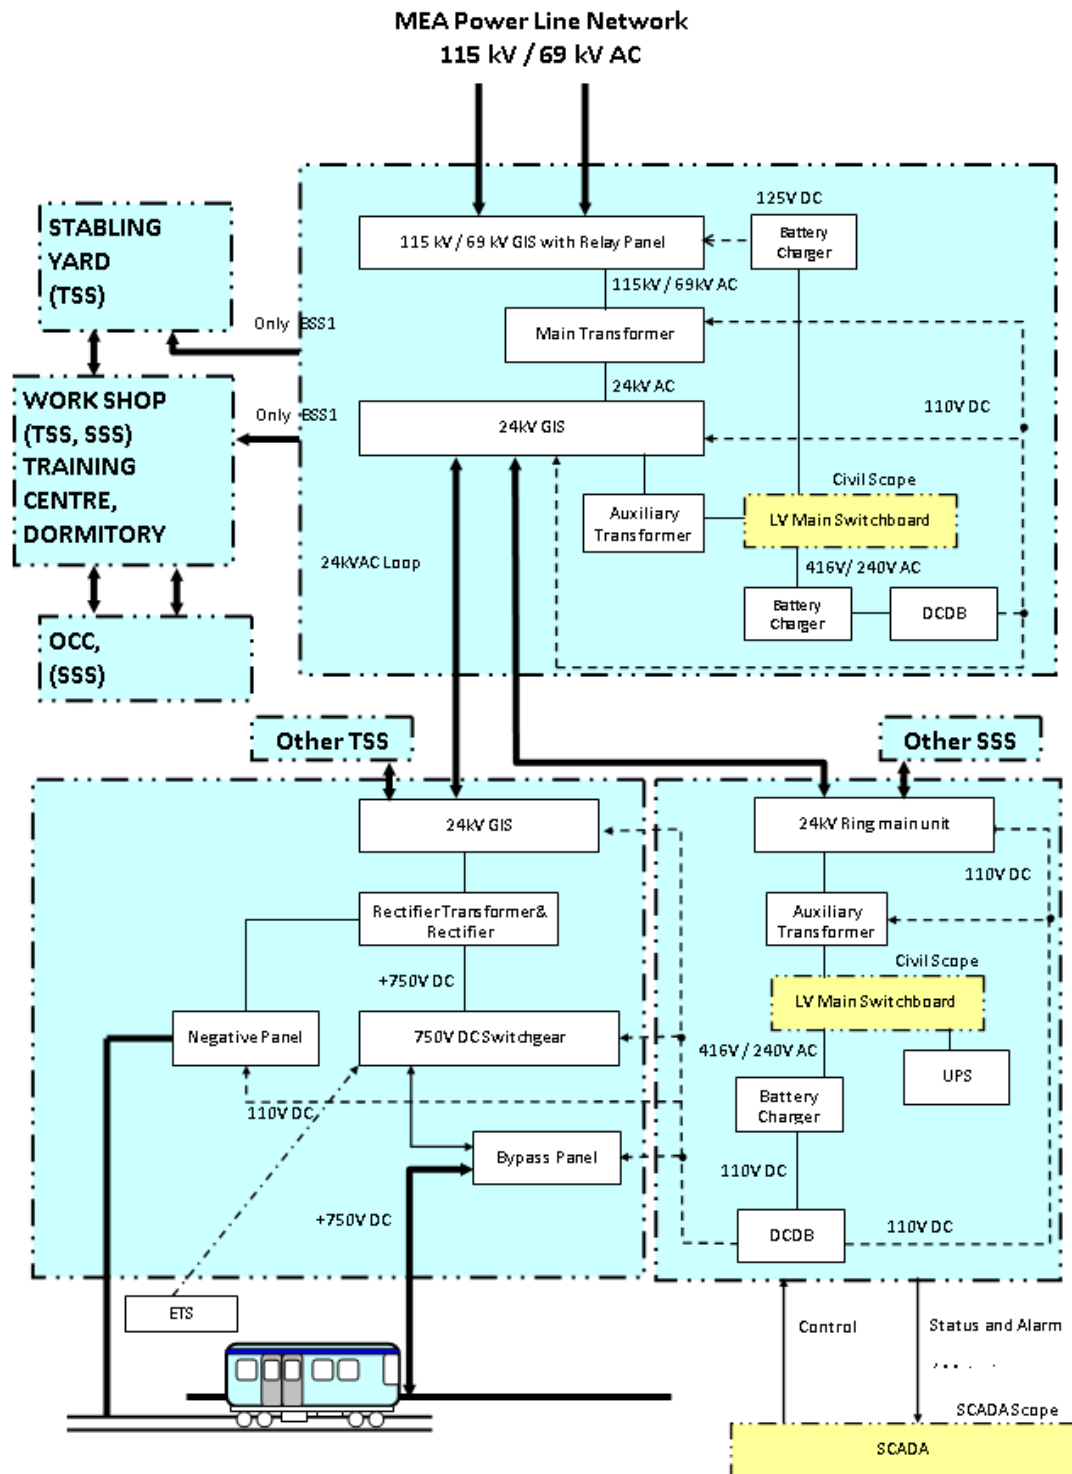 MEA Power Line Network
115 kV / 69 kV AC
STABLING
YARD
(TSS)
125V DC
115 kV / 69 kV GIS with Relay Panel
Battery
Charger
115kV / 69kV AC
Only BSS1
Main Transformer
24kV AC
WORK SHOP
(TSS, SSS)
TRAINING
CENTRE,
DORMITORY
Only BSS1
24kV GIS
110V DC
Civil Scope
Auxiliary
Transformer
LV Main Switchboard
24kVAC Loop
416V/ 240V AC
Battery
Charger
DCDB
OCC,
(SSS)
Other TSS
Other SSS
24kV GIS
24kV Ring main unit
110V DC
Rectifier Transformer&
Rectifier
Auxiliary
Transformer
+750V DC
Civil Scope
LV Main Switchboard
Negative Panel
750V DC Switchgear
416V / 240V AC
UPS
Battery
Charger
110V DC
Bypass Panel
110V DC
+750V DC
DCDB
110V DC
ETS
Control
Status and Alarm
SCADA Scope
SCADA